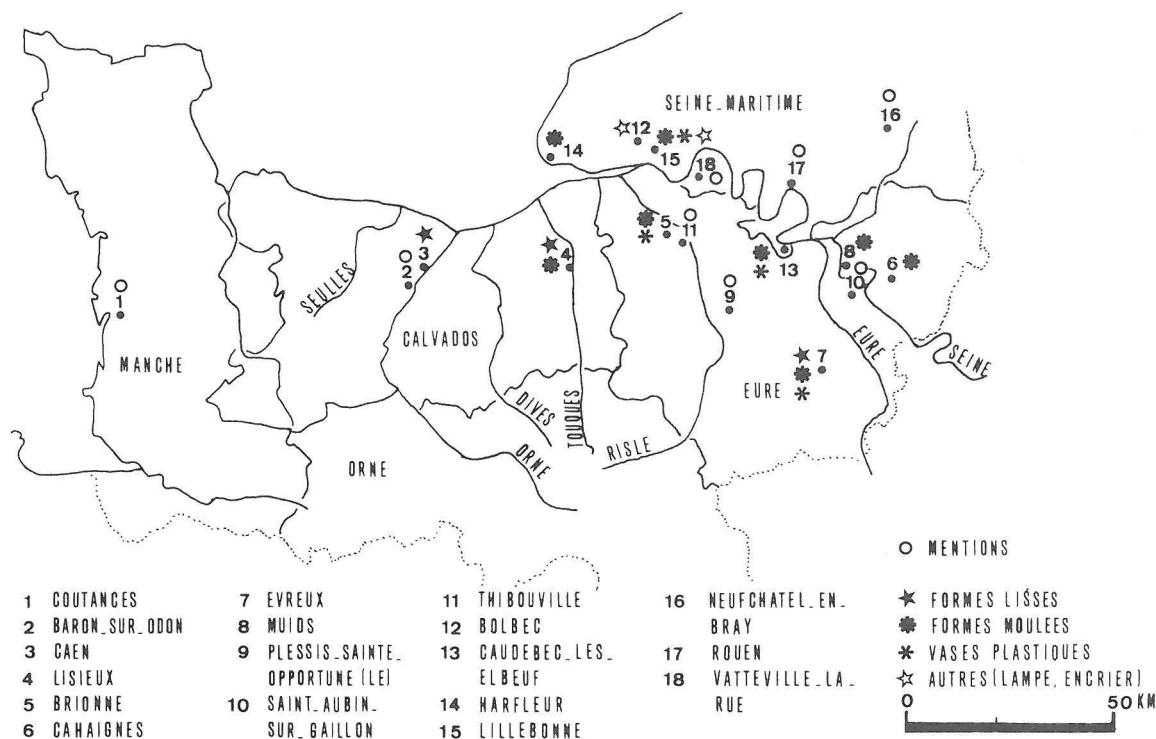 SEINE_MARITIME
16
12
14
15
18
17
5
11
3
2
4
13
8
6
10
9
1
SEULLES
CALVADOS
MANCHE
7
EURE
EURE
SEINE
DIVES
TOUQUES
RISLE
ORNE
ORNE
MENTIONS
FORMES LISSES
FORMES MOULEES
VASES PLASTIQUES
AUTRES (LAMPE, ENCRIER)
0 50 KM
1 COUTANCES
2 BARON_SUR_ODON
3 CAEN
4 LISIEUX
5 BRIONNE
6 CAHAIGNES
7 EVREUX
8 MUIDS
9 PLESSIS_SAINTE_
OPPORTUNE (LE)
10 SAINT_AUBIN_
SUR_GAILLON
11 THIBOUVILLE
12 BOLBEC
13 CAUDEBEC_LES_
ELBEUF
14 HARFLEUR
15 LILLEBONNE
16 NEUFCHATEL_EN_
BRAY
17 ROUEN
18 VATTEVILLE_LA_
RUE